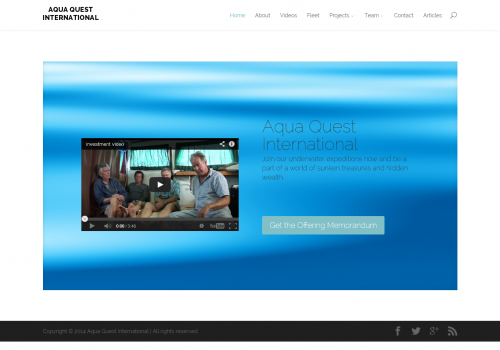 AQUA QUEST
INTERNATIONAL
Home About Videos Fleet Projects Team Contact Articles
Aqua Quest
International
Join our underwater expeditions now and be a
part of a world of sunken treasures and hidden
wealth.
investment video
0:00 / 5:46
Get the Offering Memorandum
Copyright © 2014 Aqua Quest International | All rights reserved